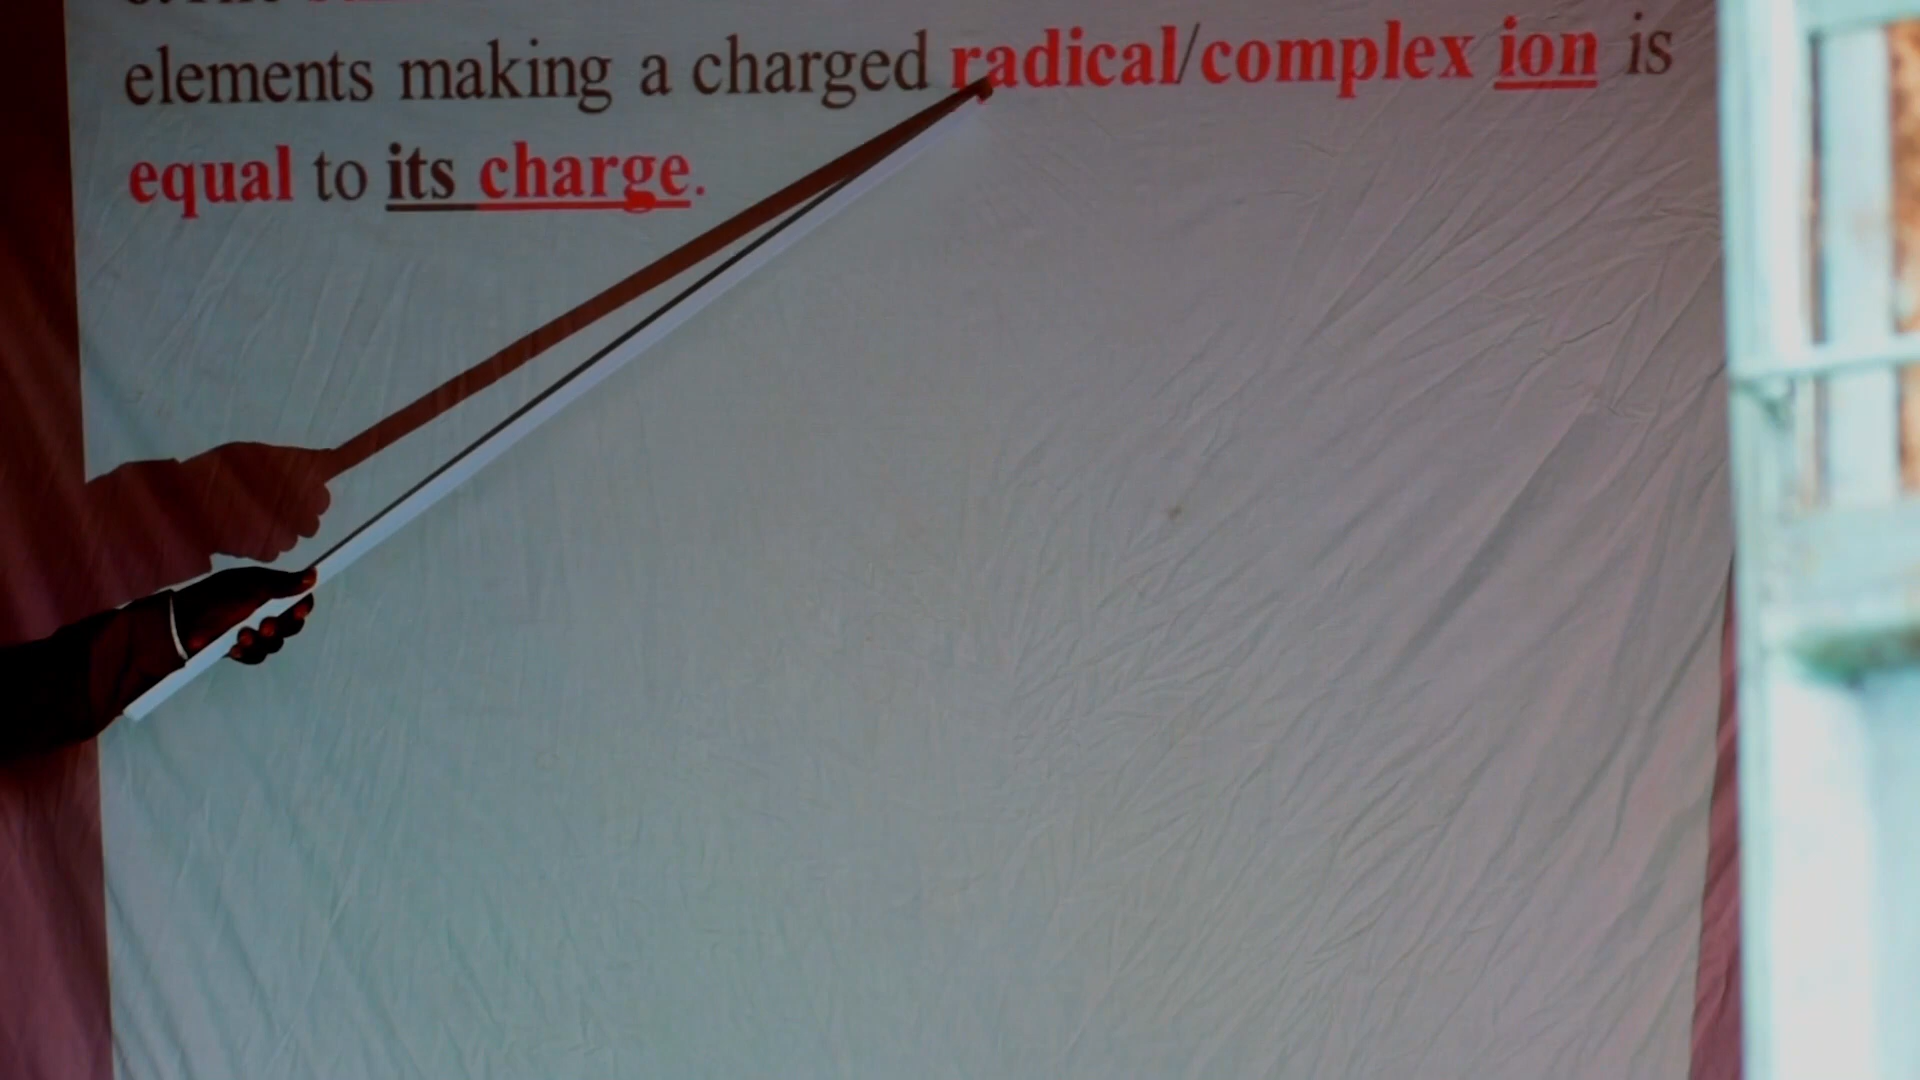 elements making a charged radical/complex ion is
equal to its charge.